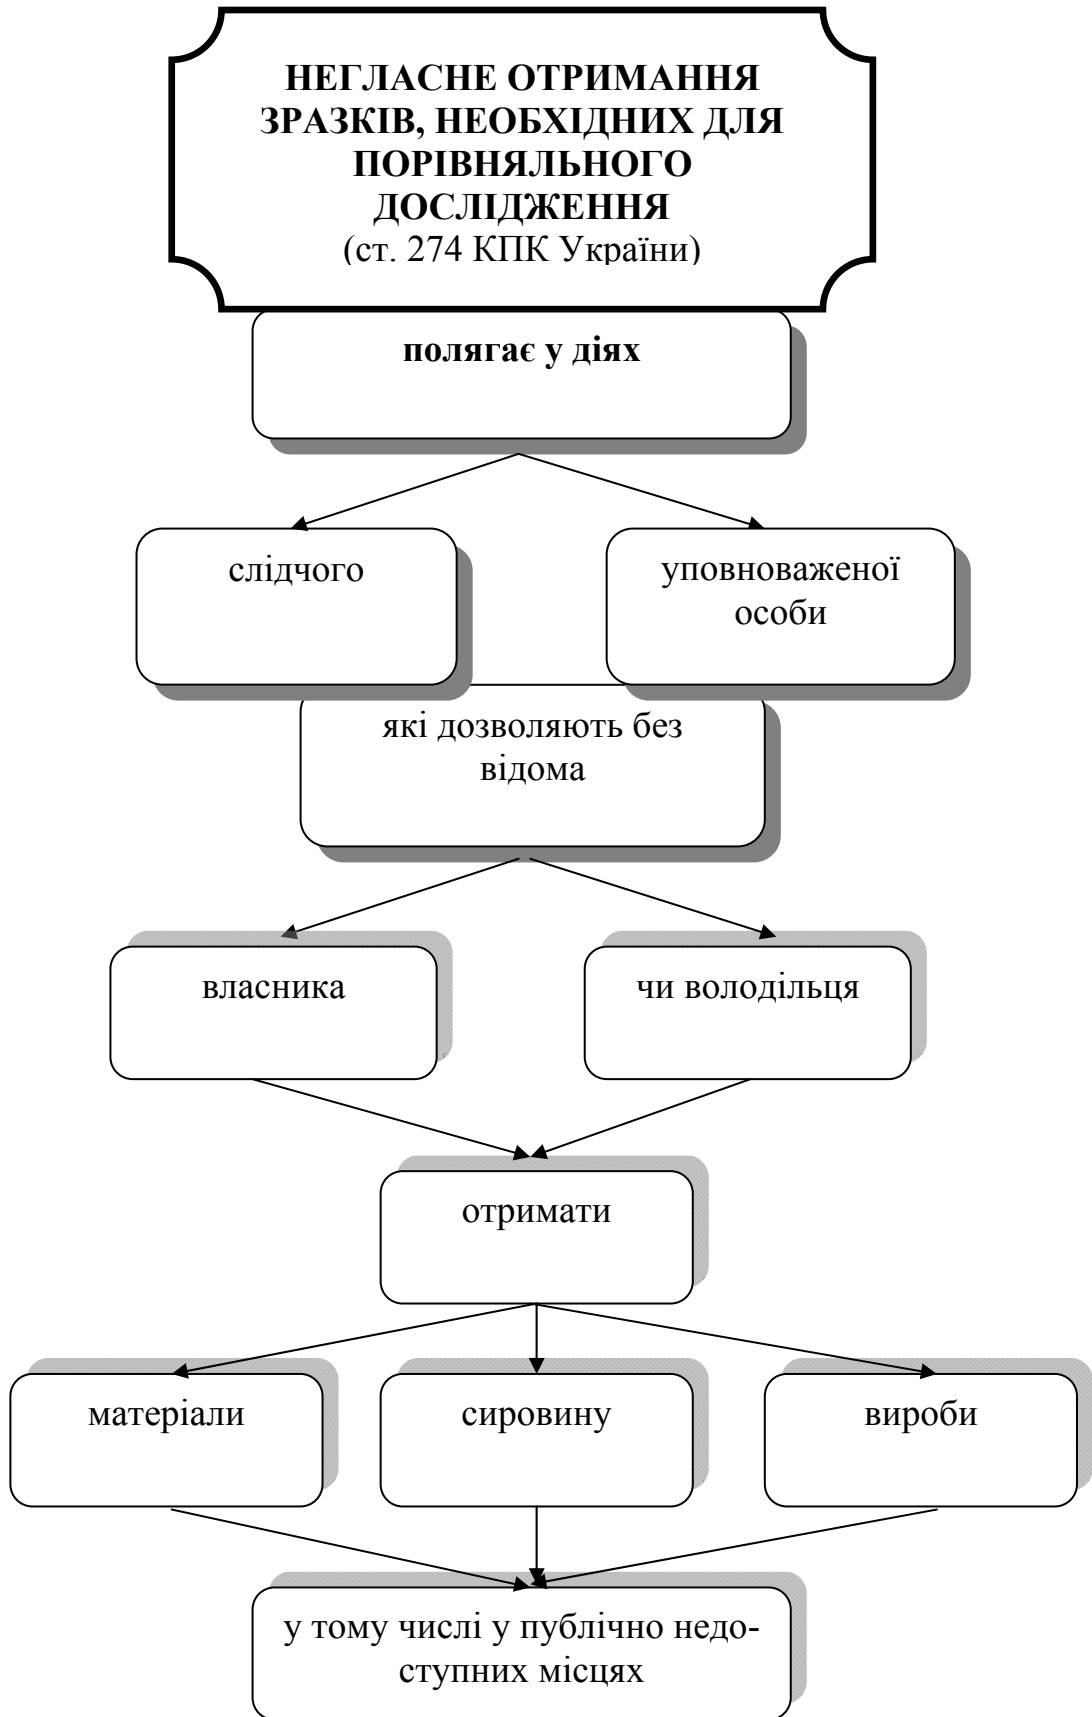 НЕГЛАСНЕ ОТРИМАННЯ
ЗРАЗКІВ, НЕОБХІДНИХ ДЛЯ
ПОРІВНЯЛЬНОГО
ДОСЛІДЖЕННЯ
(ст. 274 КПК України)
полягає у діях
слідчого
уповноваженої
особи
які дозволяють без
відома
власника
чи володільця
отримати
матеріали
сировину
вироби
у тому числі у публічно недо-
ступних місцях